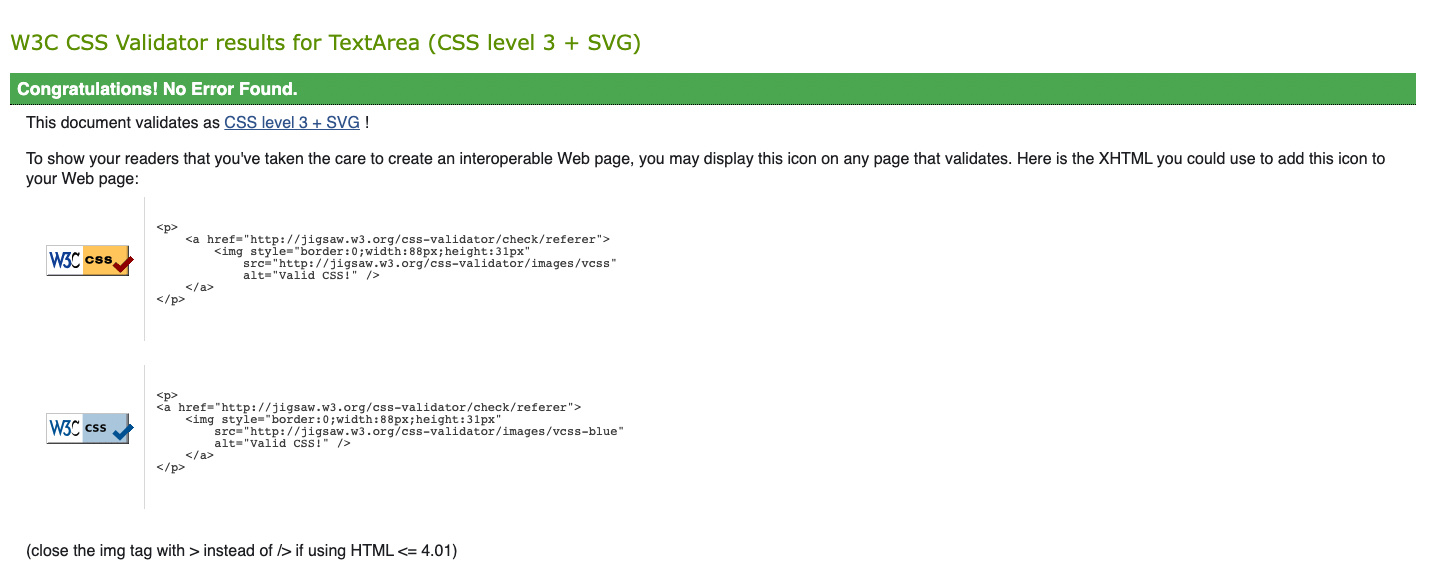 W3C CSS Validator results for TextArea (CSS level 3 + SVG)
Congratulations! No Error Found.
This document validates as CSS level 3 + SVG !
To show your readers that you've taken the care to create an interoperable Web page, you may display this icon on any page that validates. Here is the XHTML you could use to add this icon to
your Web page:
<p>
    <a href="http://jigsaw.w3.org/css-validator/check/referer">
        <img style="border:0;width:88px;height:31px"
            src="http://jigsaw.w3.org/css-validator/images/vcss"
            alt="Valid CSS!" />
    </a>
</p>
W3C css
<p>
<a href="http://jigsaw.w3.org/css-validator/check/referer">
    <img style="border:0;width:88px;height:31px"
        src="http://jigsaw.w3.org/css-validator/images/vcss-blue"
        alt="Valid CSS!" />
    </a>
</p>
W3C css
(close the img tag with > instead of /> if using HTML <= 4.01)